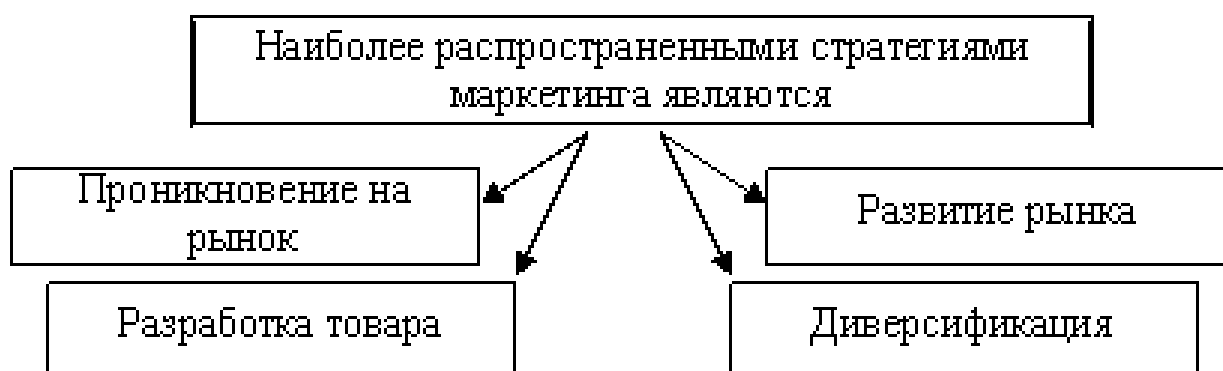 Наиболее распространенными стратегиями
маркетинга являются
Проникновение на
рынок
Развитие рынка
Разработка товара
Диверсификация